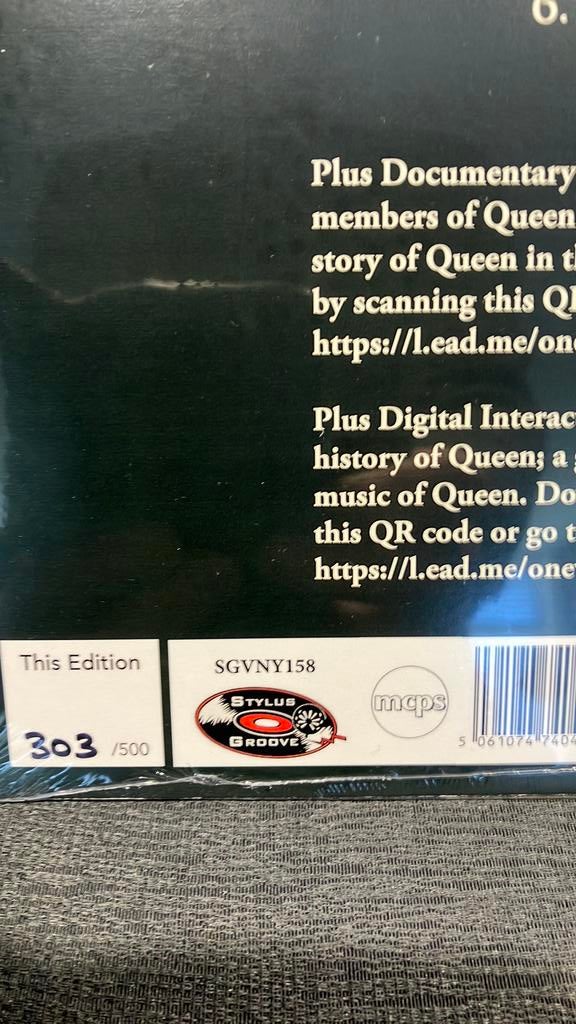 6.
Plus Documentary
members of Queen
story of Queen in t
by scanning this Q
https://l.ead.me/on
Plus Digital Interac
history of Queen; a
music of Queen. Do
this QR code or go t
https://l.ead.me/one
This Edition
303 /500
SGVNY158
STYLUS
GROOVE
mcps
5 061074 7404